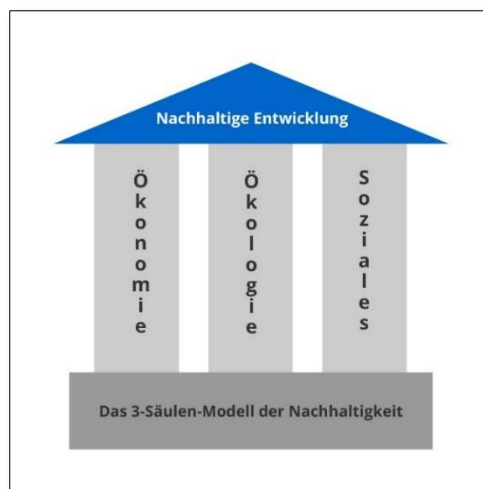 Nachhaltige Entwicklung
Ökonomie
Ökologie
Soziales
Das 3-Säulen-Modell der Nachhaltigkeit